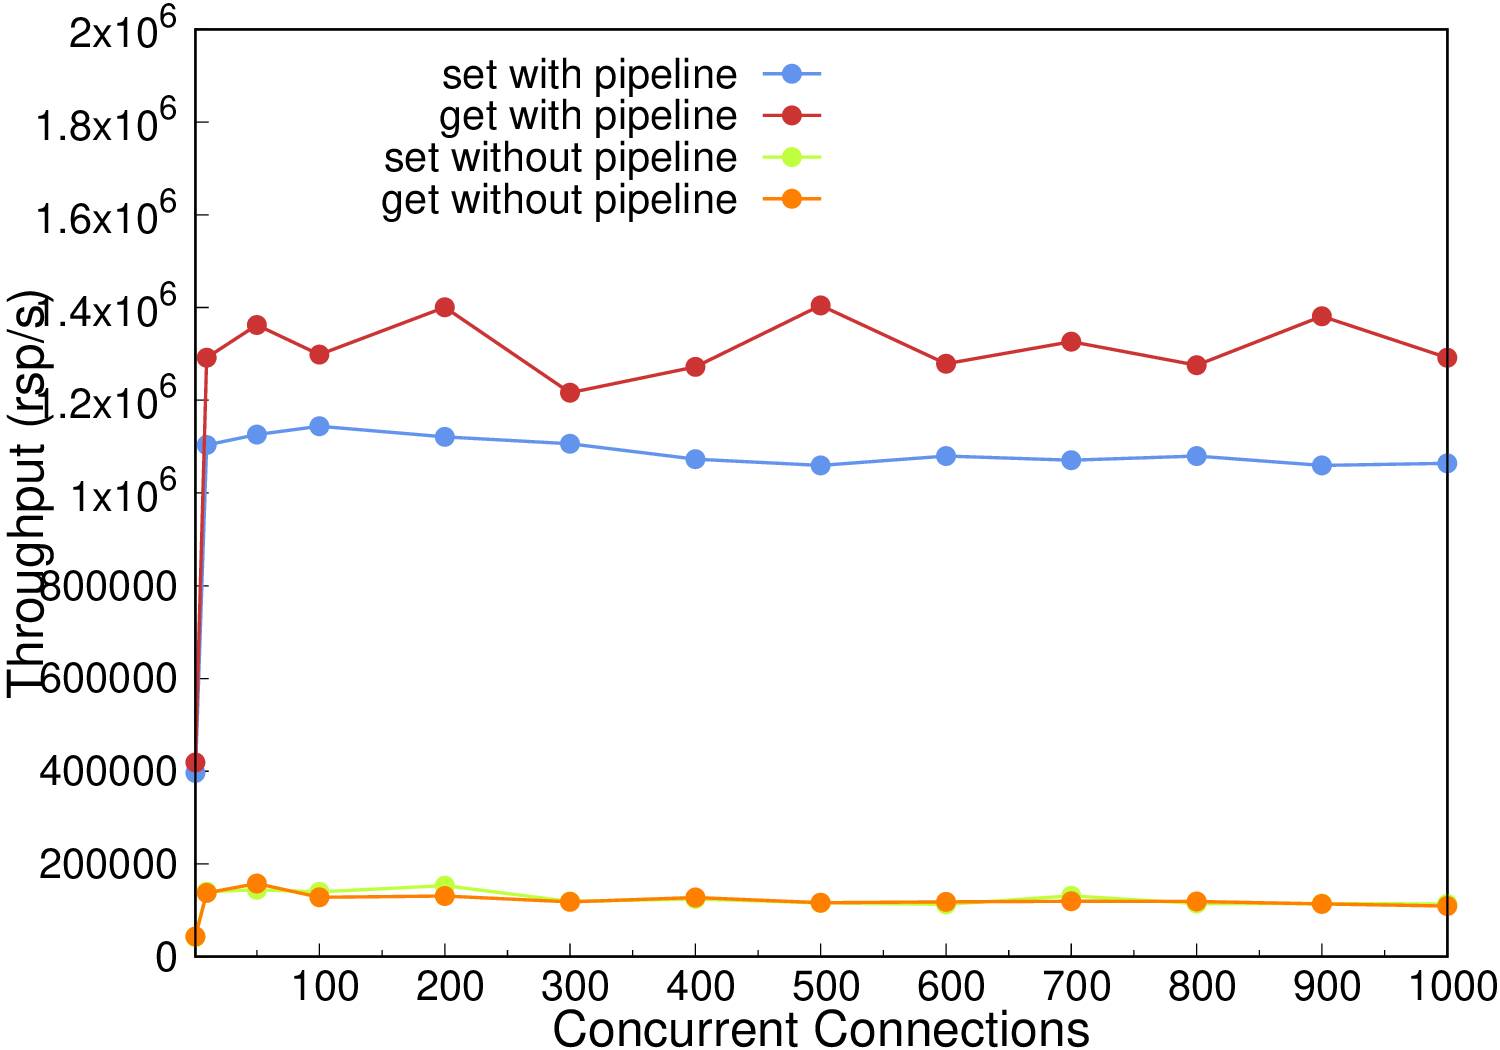 2x10^6
1.8x10^6
1.6x10^6
1.4x10^6
1.2x10^6
1x10^6
800000
600000
400000
200000
0
Throughput (rsp/s)
set with pipeline
get with pipeline
set without pipeline
get without pipeline
100 200 300 400 500 600 700 800 900 1000
Concurrent Connections